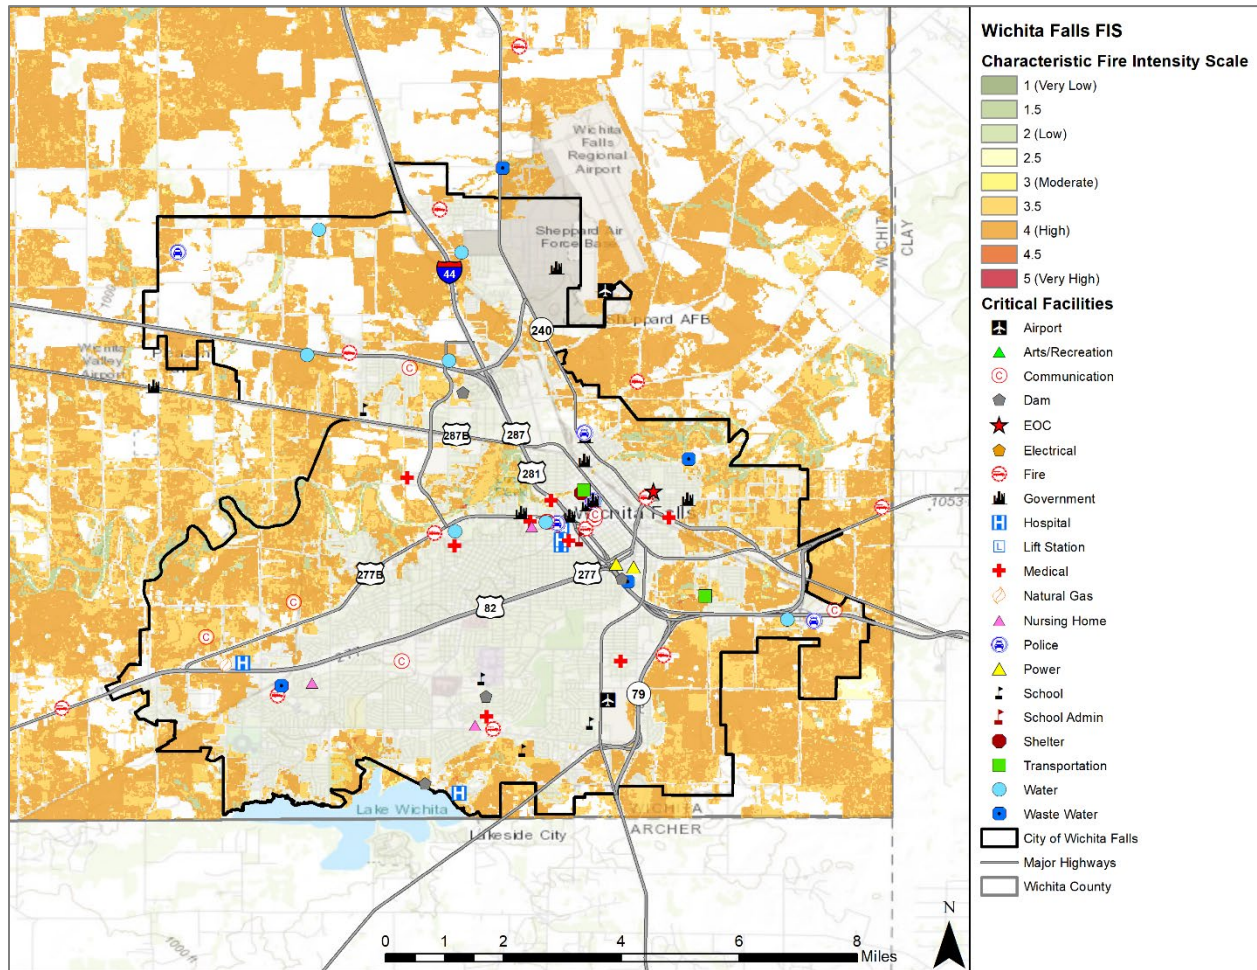 Wichita Falls FIS
Characteristic Fire Intensity Scale
1 (Very Low)
1.5
2 (Low)
2.5
3 (Moderate)
3.5
4 (High)
4.5
5 (Very High)
Critical Facilities
Airport
Arts/Recreation
Communication
Dam
EOC
Electrical
Fire
Government
Hospital
Lift Station
Medical
Natural Gas
Nursing Home
Police
Power
School
School Admin
Shelter
Transportation
Water
Waste Water
City of Wichita Falls
Major Highways
Wichita County
N
Wichita
Falls
Regional
Airport
Sheppard Air
Force Base
WICHIT
CLAY
44
240
Sheppard AFB
Wichita
Valley
Airport
287B
287
281
1053
Wichita Falls
277B
277
82
277
79
Lake Wichita
WICHITA
ARCHER
Lakeside City
1000 ft
0
2
4
6
8
Miles